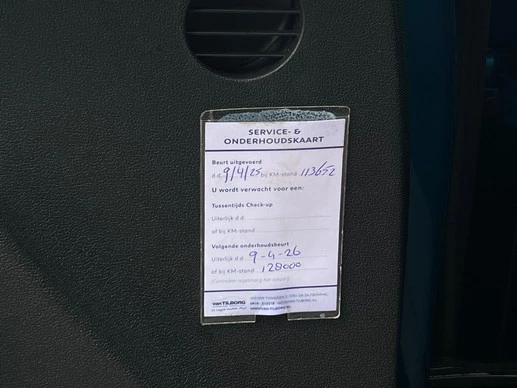 SERVICE- &
ONDERHOUDSKAART
Beurt uitgevoerd
d.d. 9/4/25 bij KM-stand 113652
U wordt verwacht voor een:
Tussentijds Check-up
Uiterlijk d.d.
of bij KM-stand
Volgende onderhoudsbeurt
Uiterlijk d.d. 9-4-26
of bij KM-stand 128000
van TILBORG